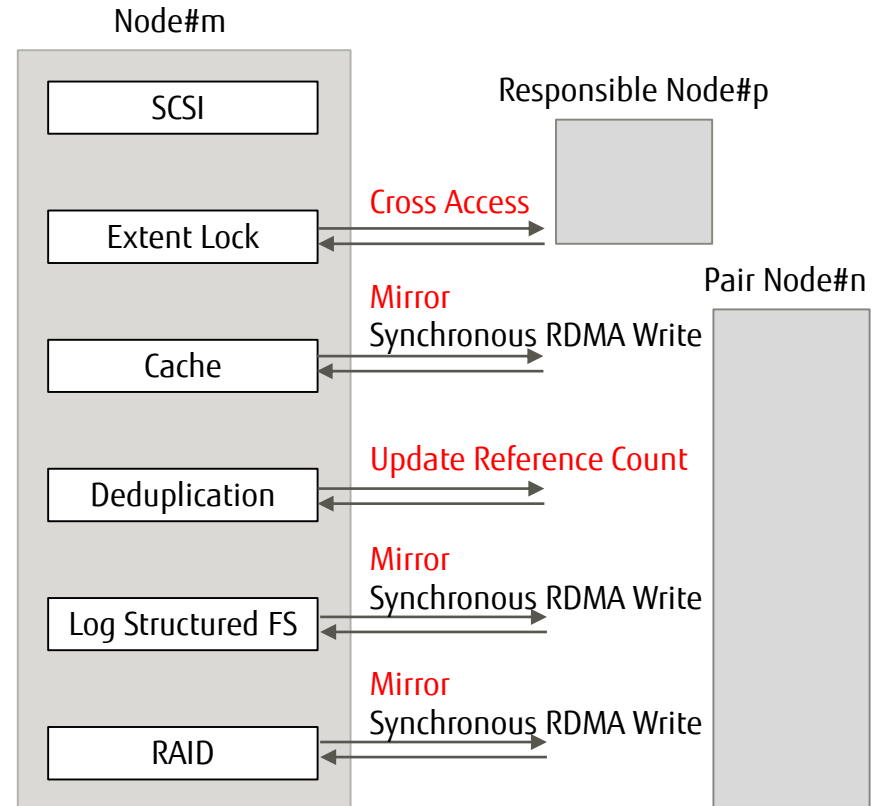 Node#m
SCSI
Responsible Node#p
Cross Access
Extent Lock
Pair Node#n
Mirror
Synchronous RDMA Write
Cache
Update Reference Count
Deduplication
Mirror
Synchronous RDMA Write
Log Structured FS
Mirror
Synchronous RDMA Write
RAID